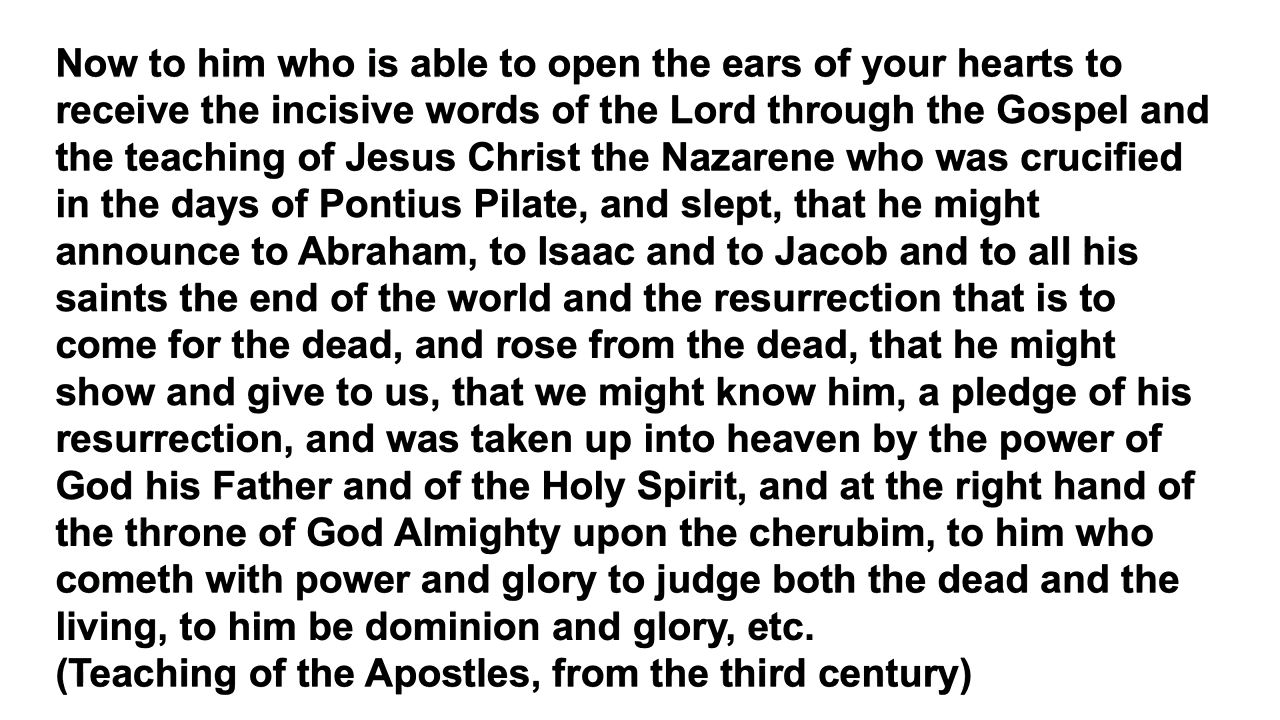 Now to him who is able to open the ears of your hearts to
receive the incisive words of the Lord through the Gospel and
the teaching of Jesus Christ the Nazarene who was crucified
in the days of Pontius Pilate, and slept, that he might
announce to Abraham, to Isaac and to Jacob and to all his
saints the end of the world and the resurrection that is to
come for the dead, and rose from the dead, that he might
show and give to us, that we might know him, a pledge of his
resurrection, and was taken up into heaven by the power of
God his Father and of the Holy Spirit, and at the right hand of
the throne of God Almighty upon the cherubim, to him who
cometh with power and glory to judge both the dead and the
living, to him be dominion and glory, etc.
(Teaching of the Apostles, from the third century)